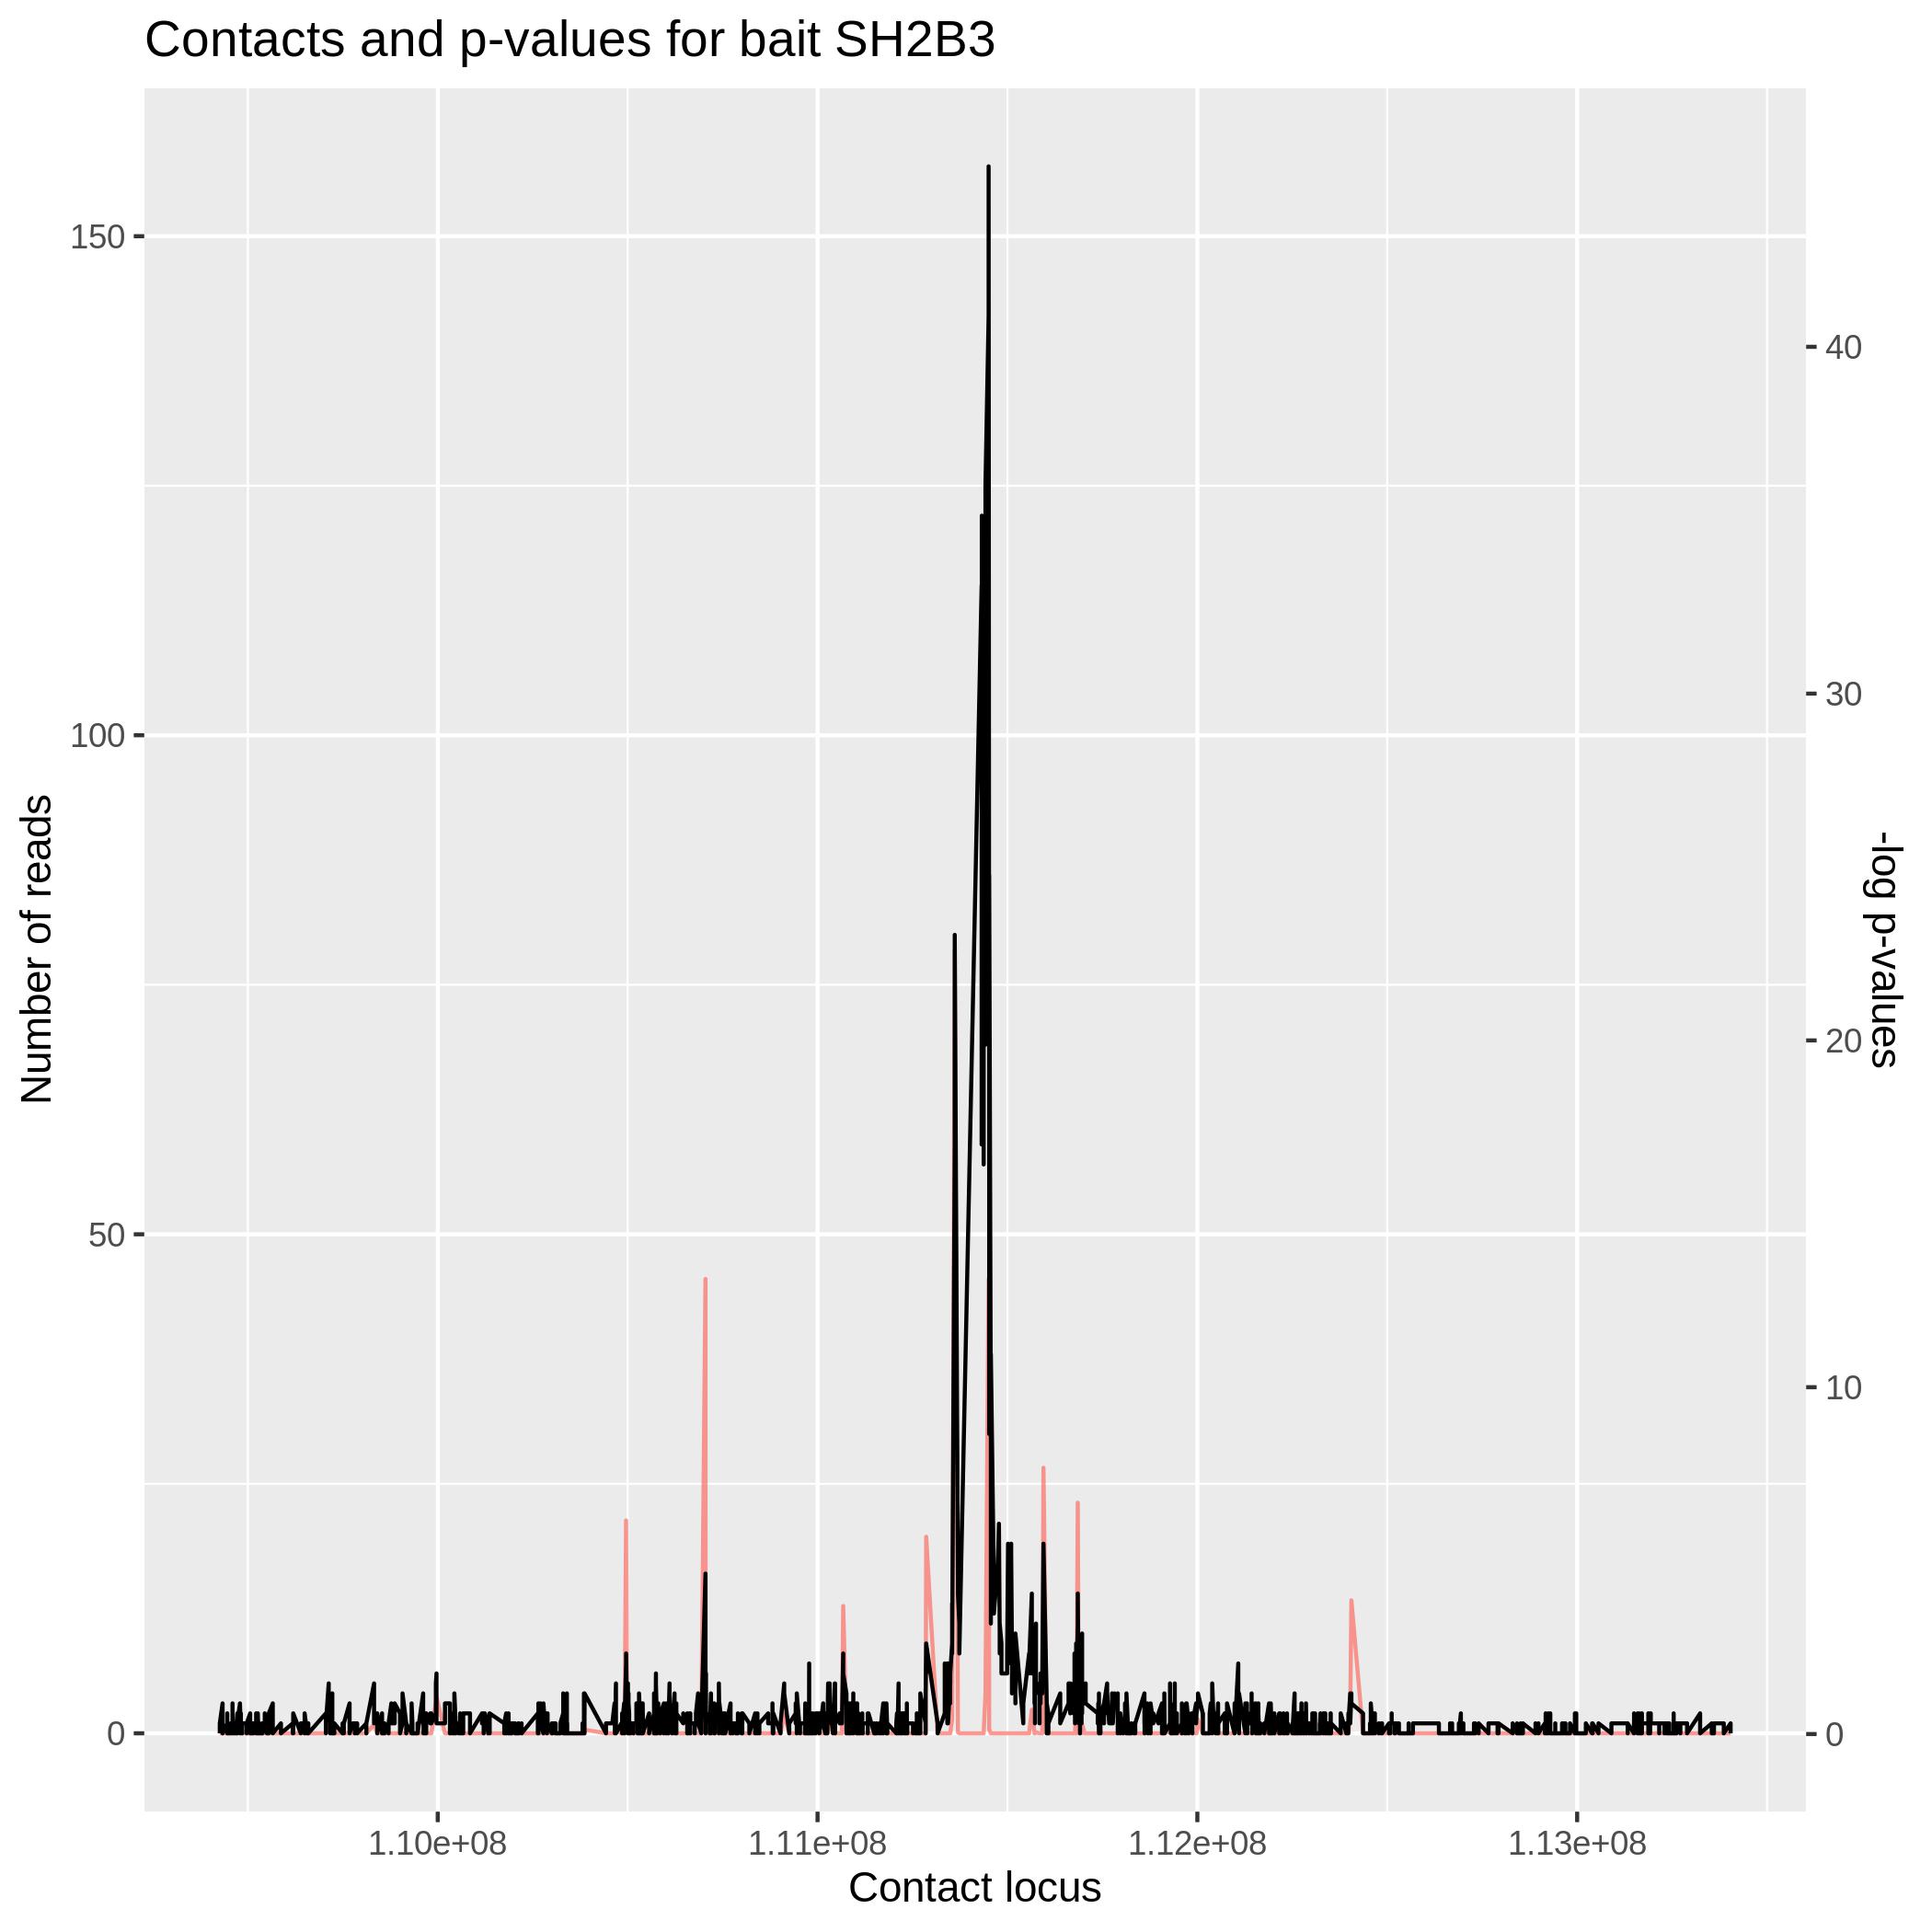 Contacts and p-values for bait SH2B3
150
100
50
0
40
30
20
10
0
Number of reads
-log p-values
1.10e+08
1.11e+08
1.12e+08
1.13e+08
Contact locus